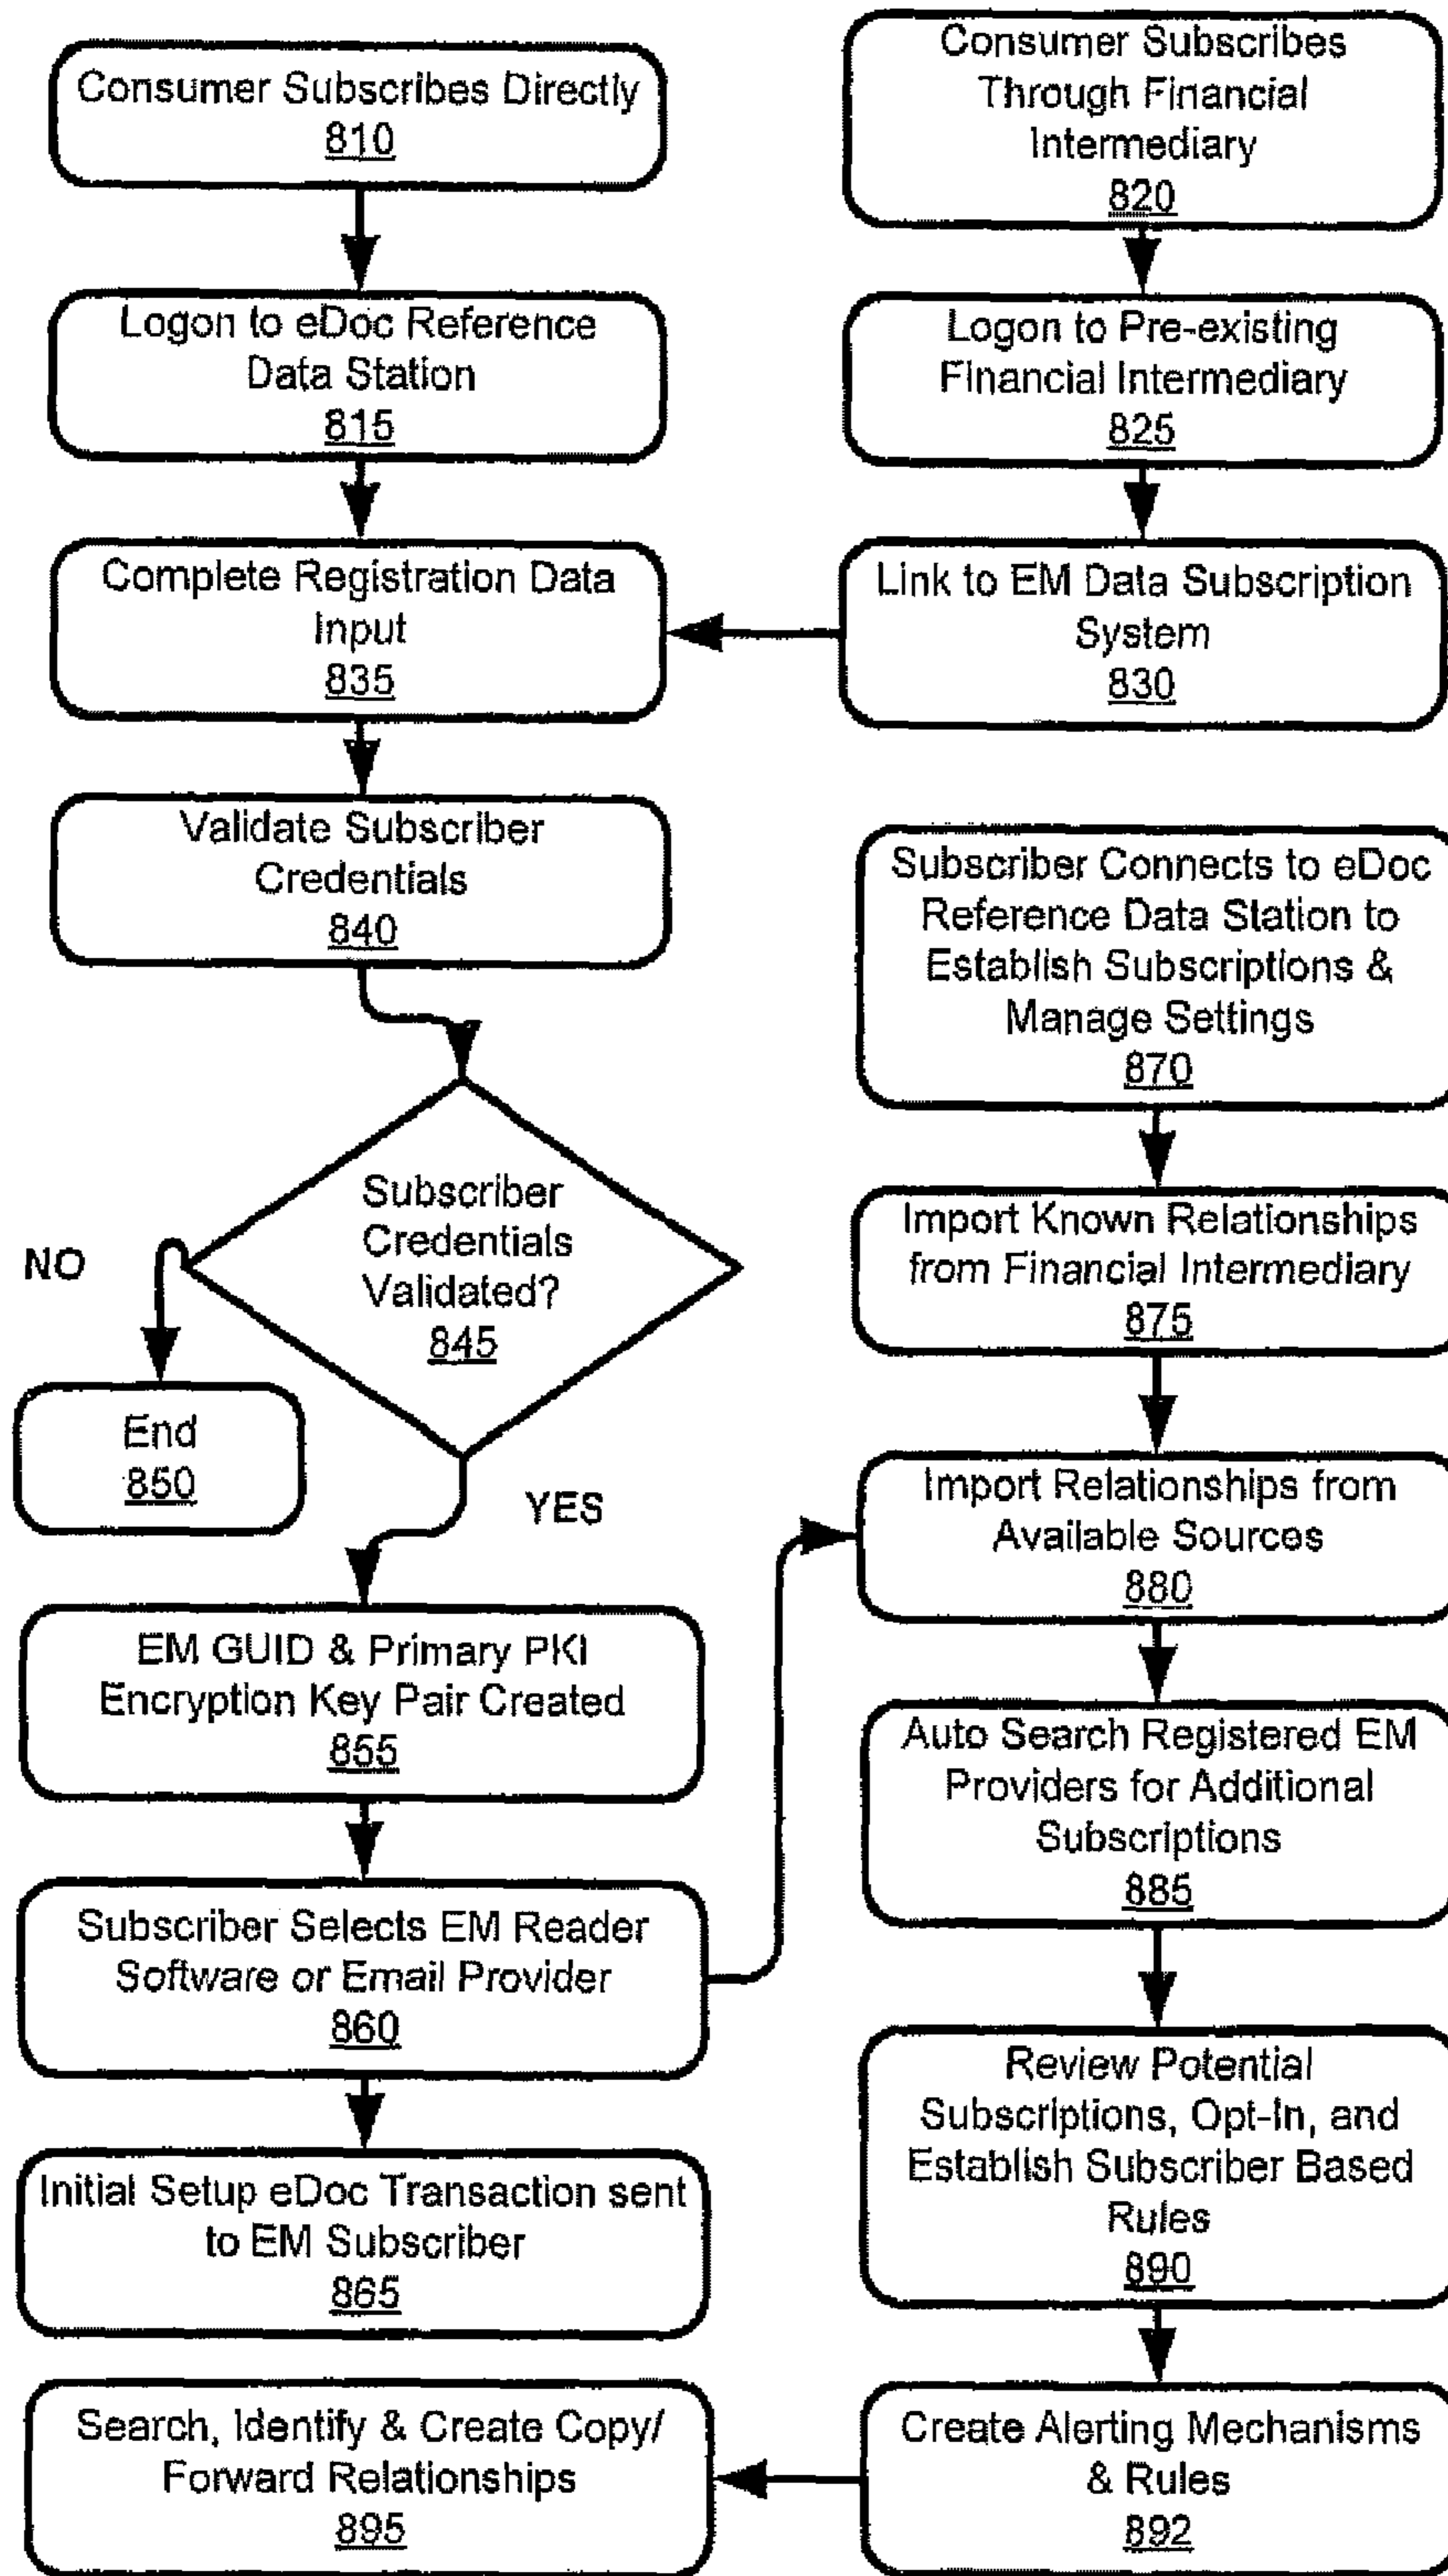 Consumer Subscribes Directly
810
Consumer Subscribes
Through Financial
Intermediary
820
Logon to eDoc Reference
Data Station
815
Logon to Pre-existing
Financial Intermediary
825
Complete Registration Data
Input
835
Link to EM Data Subscription
System
830
Validate Subscriber
Credentials
840
Subscriber Connects to eDoc
Reference Data Station to
Establish Subscriptions &
Manage Settings
870
Subscriber
Credentials
Validated?
845
NO
Import Known Relationships
from Financial Intermediary
875
End
850
YES
Import Relationships from
Available Sources
880
EM GUID & Primary PKI
Encryption Key Pair Created
855
Auto Search Registered EM
Providers for Additional
Subscriptions
885
Subscriber Selects EM Reader
Software or Email Provider
860
Review Potential
Subscriptions, Opt-In, and
Establish Subscriber Based
Rules
890
Initial Setup eDoc Transaction sent
to EM Subscriber
865
Search, Identify & Create Copy/
Forward Relationships
895
Create Alerting Mechanisms
& Rules
892